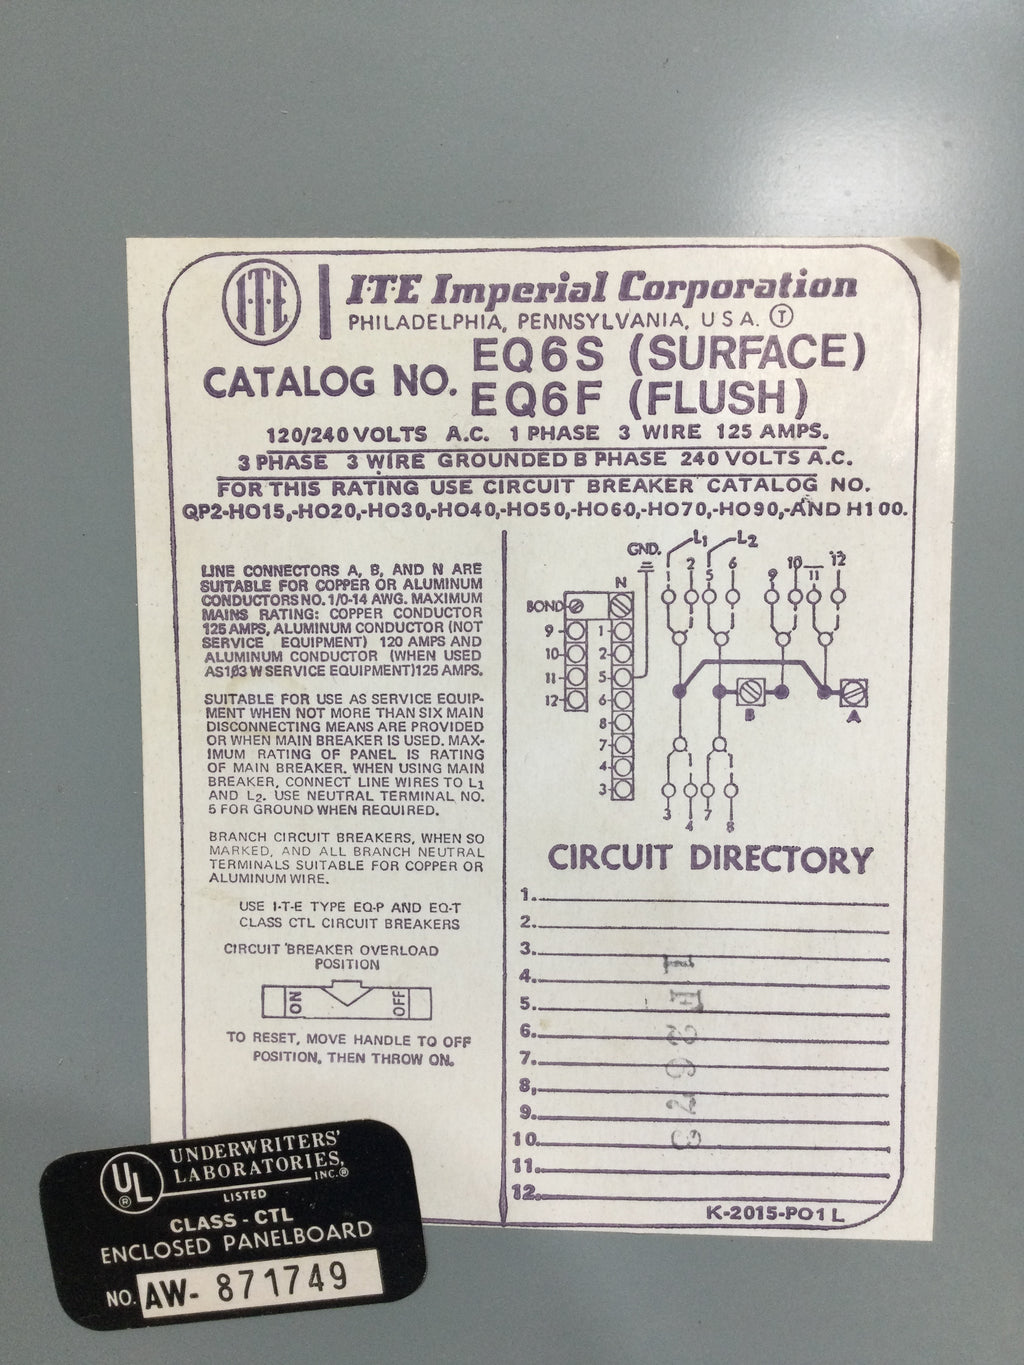 I·T·E
I·T·E Imperial Corporation
PHILADELPHIA, PENNSYLVANIA, U S A. T
CATALOG NO. EQ6S (SURFACE)
EQ6F (FLUSH)
120/240 VOLTS A.C. 1 PHASE 3 WIRE 125 AMPS.
3 PHASE 3 WIRE GROUNDED B PHASE 240 VOLTS A.C.
FOR THIS RATING USE CIRCUIT BREAKER CATALOG NO.
QP2-HO15,-HO20,-HO30,-HO40,-HO50,-HO60,-HO70,-HO90,-AND H100.
LINE CONNECTORS A, B, AND N ARE
SUITABLE FOR COPPER OR ALUMINUM
CONDUCTORS NO. 1/0-14 AWG. MAXIMUM
MAINS RATING: COPPER CONDUCTOR
125 AMPS, ALUMINUM CONDUCTOR (NOT
SERVICE EQUIPMENT) 120 AMPS AND
ALUMINUM CONDUCTOR (WHEN USED
AS 1ø3 W SERVICE EQUIPMENT) 125 AMPS.
SUITABLE FOR USE AS SERVICE EQUIP-
MENT WHEN NOT MORE THAN SIX MAIN
DISCONNECTING MEANS ARE PROVIDED
OR WHEN MAIN BREAKER IS USED. MAX-
IMUM RATING OF PANEL IS RATING
OF MAIN BREAKER. WHEN USING MAIN
BREAKER, CONNECT LINE WIRES TO L1
AND L2. USE NEUTRAL TERMINAL NO.
5 FOR GROUND WHEN REQUIRED.
BRANCH CIRCUIT BREAKERS, WHEN SO
MARKED, AND ALL BRANCH NEUTRAL
TERMINALS SUITABLE FOR COPPER OR
ALUMINUM WIRE.
USE I-T-E TYPE EQ-P AND EQ-T
CLASS CTL CIRCUIT BREAKERS
CIRCUIT BREAKER OVERLOAD
POSITION
ON OFF
TO RESET, MOVE HANDLE TO OFF
POSITION, THEN THROW ON.
GND. L1 L2
1 2 5 6 9 10 11 12
N
BOND
9 1
10 2
11 5
12 6
8
7
4
3
B A
3 4 7 8
CIRCUIT DIRECTORY
1.
2.
3.
4.
5.
6.
7.
8.
9.
10.
11.
12.
K-2015-PO1 L
UL ®
UNDERWRITERS'
LABORATORIES,
INC.®
LISTED
CLASS - CTL
ENCLOSED PANELBOARD
NO. AW- 871749